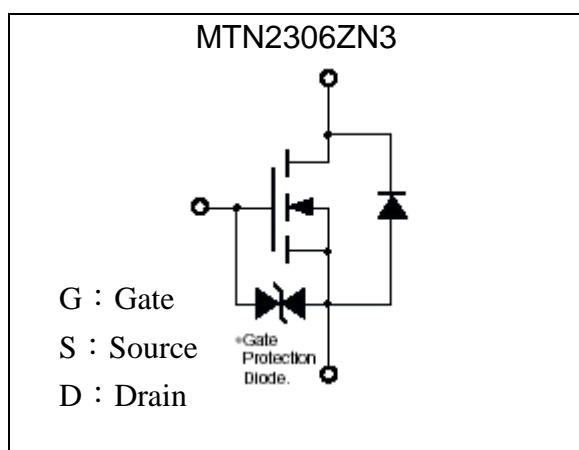 MTN2306ZN3
G：Gate
S：Source
D：Drain
*Gate
Protection
Diode.